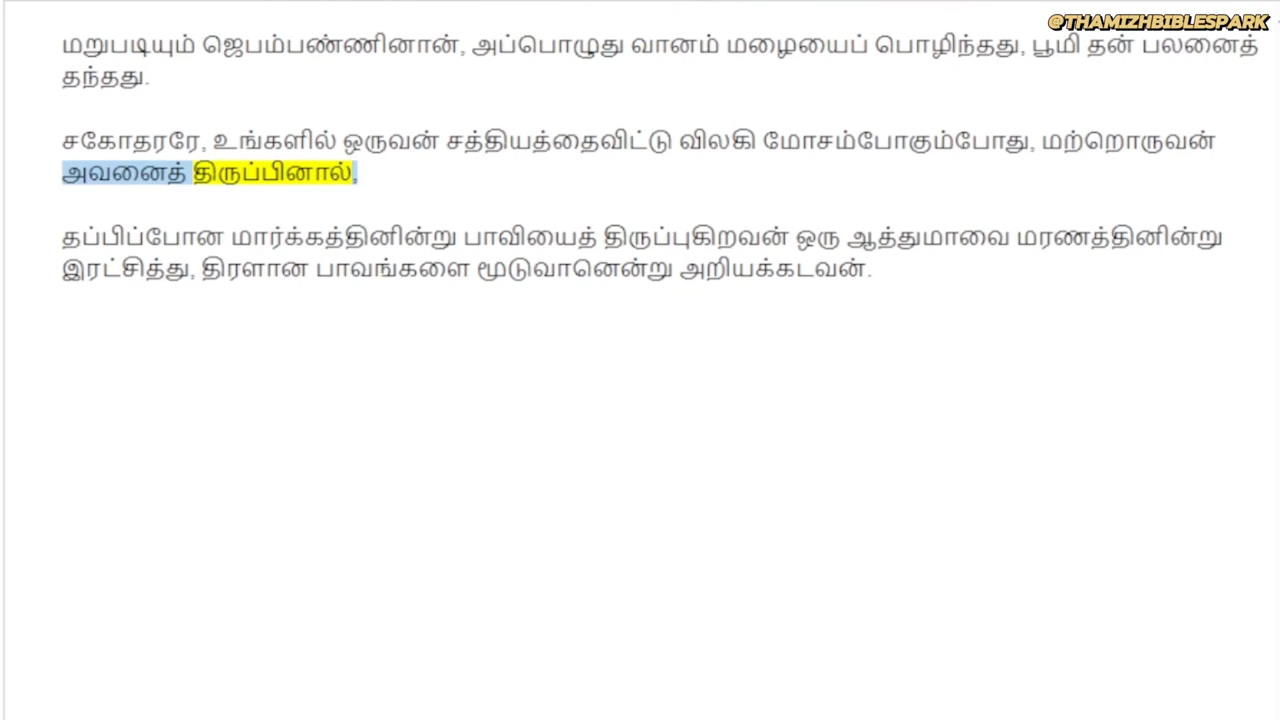 @THAMIZHBIBLESPARK
மறுபடியும் ஜெபம்பண்ணினான், அப்பொழுது வானம் மழையைப் பொழிந்தது, பூமி தன் பலனைத்
தந்தது.
சகோதரரே, உங்களில் ஒருவன் சத்தியத்தைவிட்டு விலகி மோசம்போகும்போது, மற்றொருவன்
அவனைத் திருப்பினால்,
தப்பிப்போன மார்க்கத்தினின்று பாவியைத் திருப்புகிறவன் ஒரு ஆத்துமாவை மரணத்தினின்று
இரட்சித்து, திரளான பாவங்களை மூடுவானென்று அறியக்கடவன்.